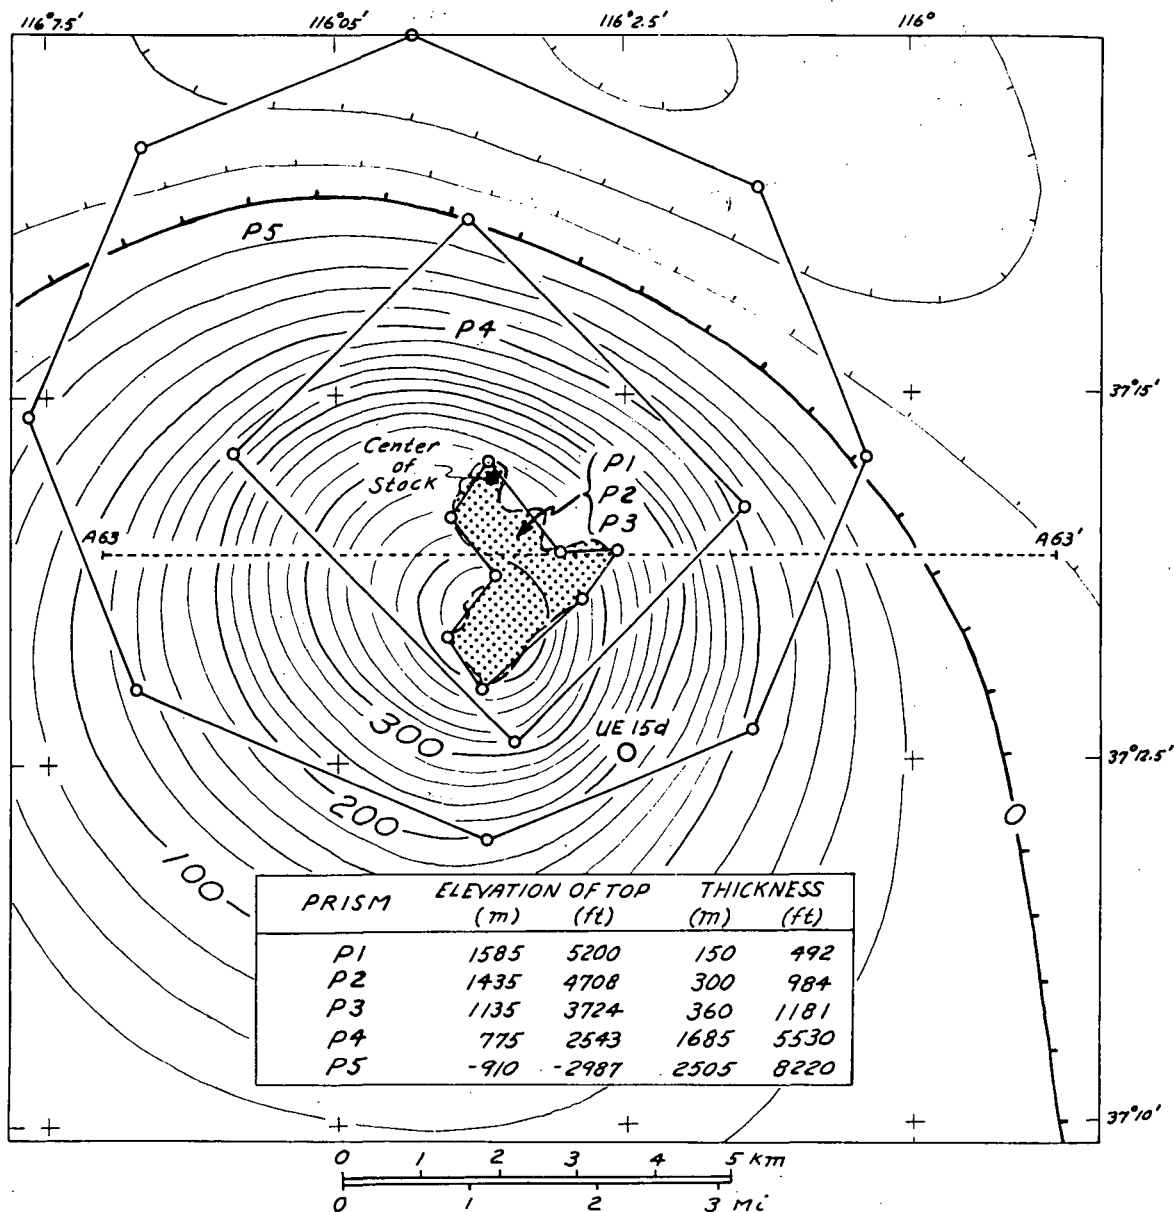 116°7.5' 116°05' 116°2.5' 116°
P5
P4
37°15'
Center
of
Stock
P1
P2
P3
A63 A63'
300
UE15d
37°12.5'
200
0
100
PRISM ELEVATION OF TOP THICKNESS
(m) (ft) (m) (ft)
P1 1585 5200 150 492
P2 1435 4708 300 984
P3 1135 3724 360 1181
P4 775 2543 1685 5530
P5 -910 -2987 2505 8220
37°10'
0 1 2 3 4 5 km
0 1 2 3 Mi